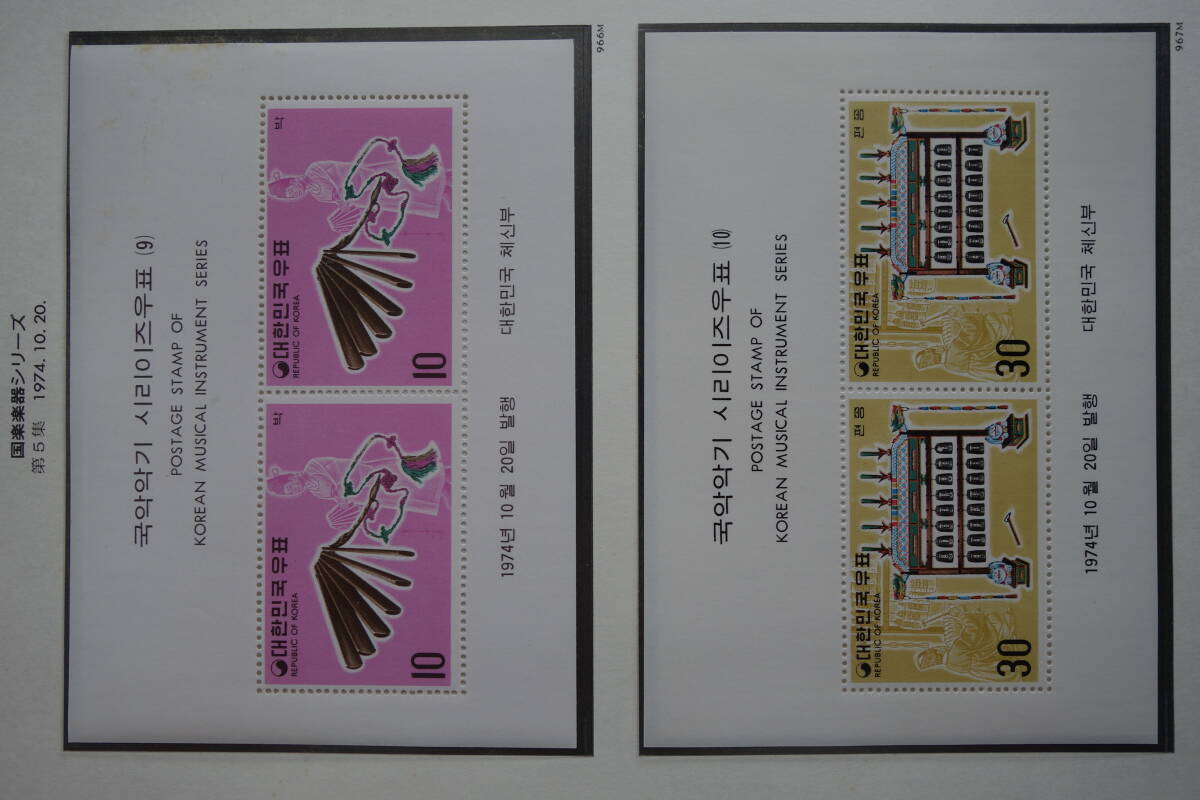 国楽楽器シリーズ
第5集 1974. 10. 20.
966M
국악악기 시리이즈우표 (9)
POSTAGE STAMP OF
KOREAN MUSICAL INSTRUMENT SERIES
박
대한민국우표
REPUBLIC OF KOREA
10
박
대한민국우표
REPUBLIC OF KOREA
10
1974년 10월 20일 발행 대한민국 체신부
967M
국악악기 시리이즈우표 (10)
POSTAGE STAMP OF
KOREAN MUSICAL INSTRUMENT SERIES
편종
대한민국우표
REPUBLIC OF KOREA
30
편종
대한민국우표
REPUBLIC OF KOREA
30
1974년 10월 20일 발행 대한민국 체신부